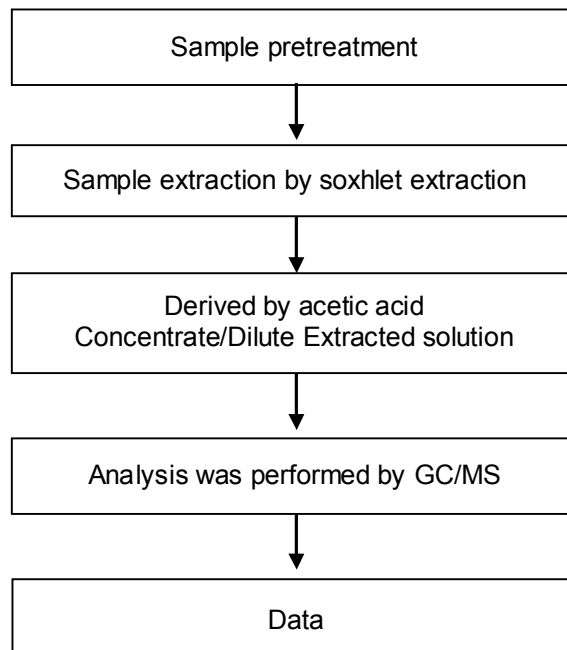 Sample pretreatment
Sample extraction by soxhlet extraction
Derived by acetic acid
Concentrate/Dilute Extracted solution
Analysis was performed by GC/MS
Data